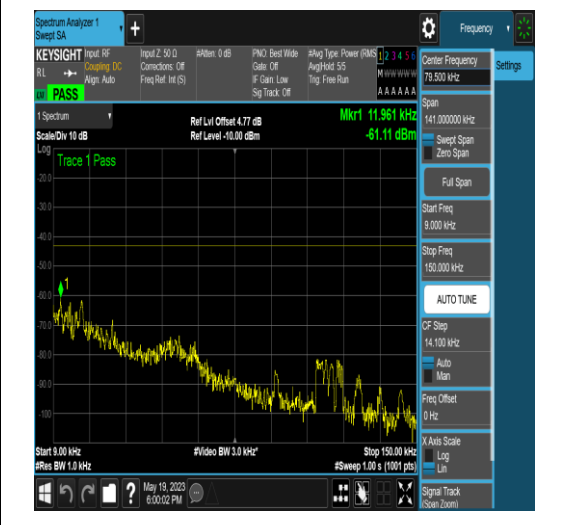 Spectrum Analyzer 1
Swept SA
Frequency
KEYSIGHT
RL
Input: RF
Coupling: DC
Align: Auto
Input Z: 50 Ω
Corrections: Off
Freq Ref: Int (S)
#Atten: 0 dB
PNO: Best Wide
Gate: Off
IF Gain: Low
Sig Track: Off
#Avg Type: Power (RMS)
Avg|Hold: 5/5
Trig: Free Run
1 2 3 4 5 6
M w w w w w
A A A A A A
PASS
1 Spectrum
Scale/Div 10 dB
Ref Lvl Offset 4.77 dB
Ref Level -10.00 dBm
Mkr1 11.961 kHz
-61.11 dBm
Log
Trace 1 Pass
1
-20.0
-30.0
-40.0
-50.0
-60.0
-70.0
-80.0
-90.0
-100
Start 9.00 kHz
#Res BW 1.0 kHz
#Video BW 3.0 kHz*
Stop 150.00 kHz
#Sweep 1.00 s (1001 pts)
May 19, 2023
6:00:02 PM
?
Center Frequency
79.500 kHz
Settings
Span
141.000000 kHz
Swept Span
Zero Span
Full Span
Start Freq
9.000 kHz
Stop Freq
150.000 kHz
AUTO TUNE
CF Step
14.100 kHz
Auto
Man
Freq Offset
0 Hz
X Axis Scale
Log
Lin
Signal Track
(Span Zoom)